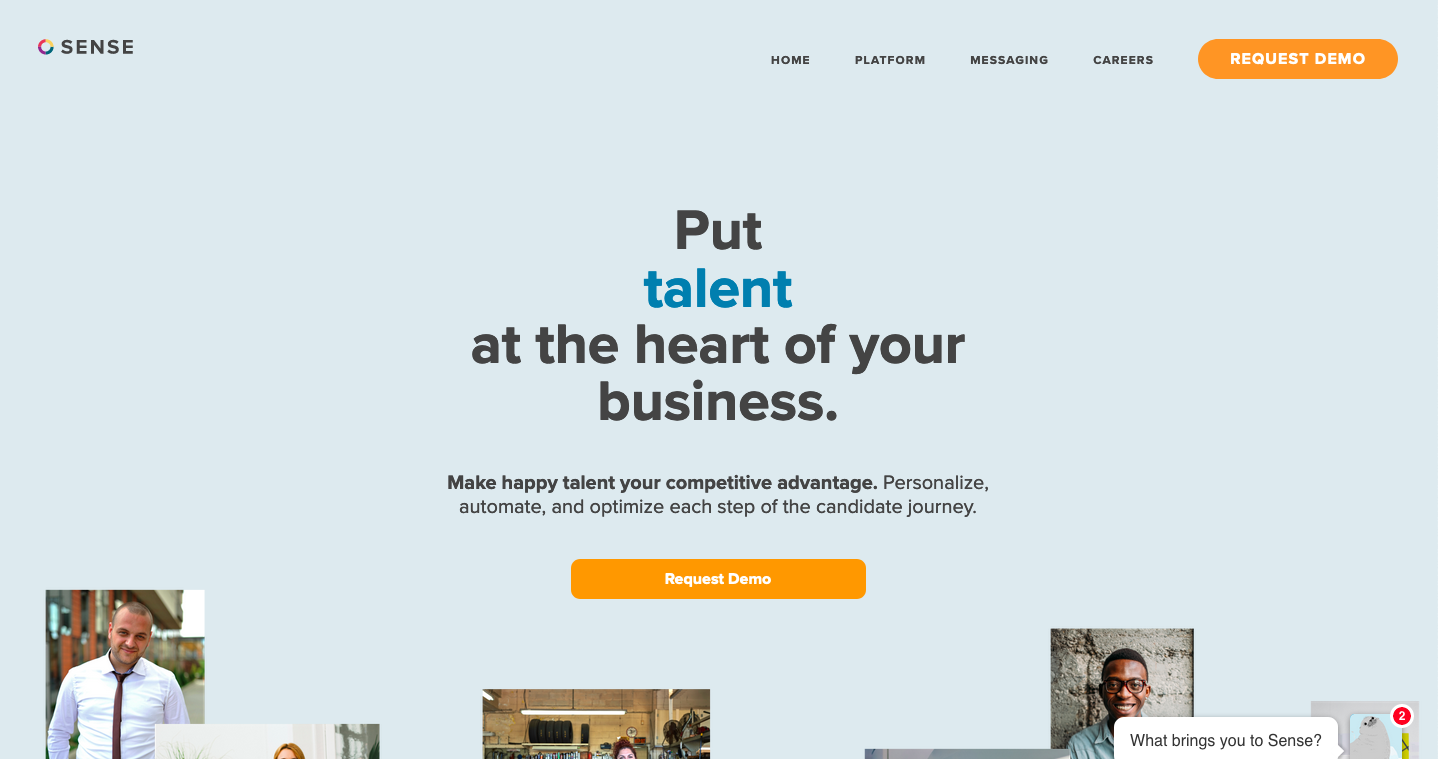 SENSE
HOME PLATFORM MESSAGING CAREERS REQUEST DEMO
Put
talent
at the heart of your
business.
Make happy talent your competitive advantage. Personalize,
automate, and optimize each step of the candidate journey.
Request Demo
2
What brings you to Sense?